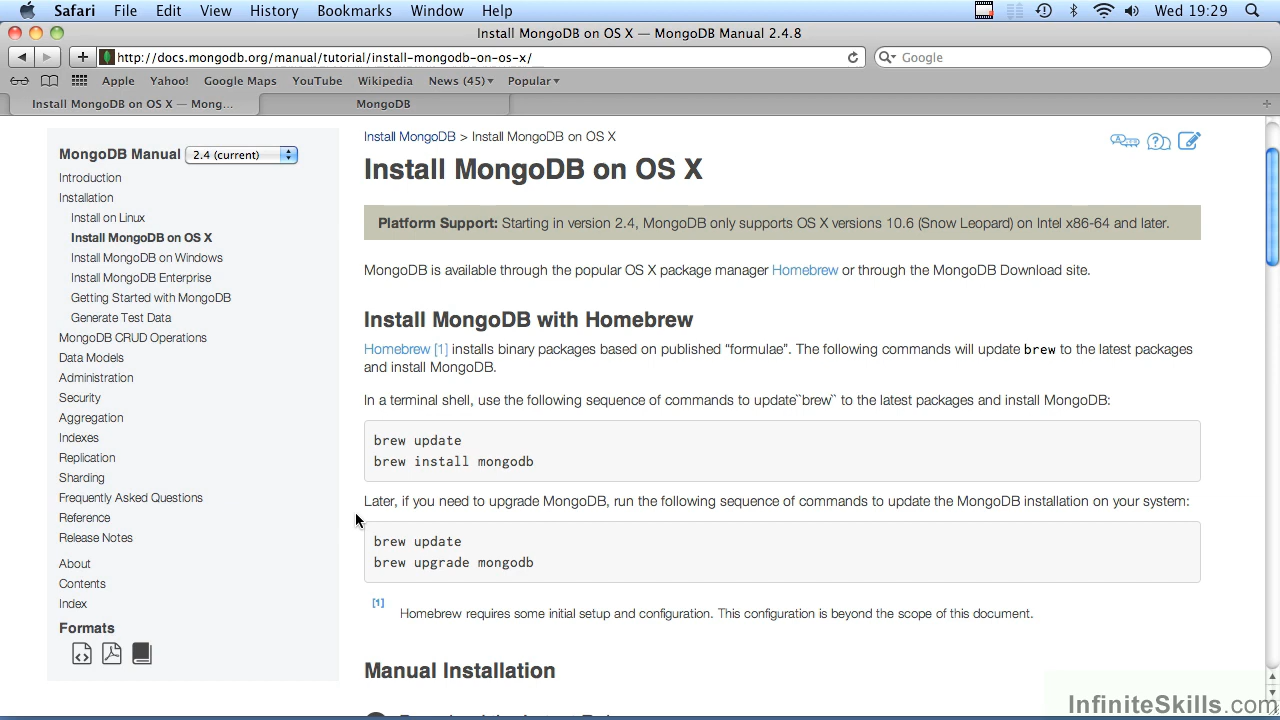 Safari File Edit View History Bookmarks Window Help Wed 19:29
Install MongoDB on OS X — MongoDB Manual 2.4.8
http://docs.mongodb.org/manual/tutorial/install-mongodb-on-os-x/ Google
Apple Yahoo! Google Maps YouTube Wikipedia News (45)▾ Popular▾
Install MongoDB on OS X — Mong... MongoDB
MongoDB Manual 2.4 (current)
Introduction
Installation
Install on Linux
Install MongoDB on OS X
Install MongoDB on Windows
Install MongoDB Enterprise
Getting Started with MongoDB
Generate Test Data
MongoDB CRUD Operations
Data Models
Administration
Security
Aggregation
Indexes
Replication
Sharding
Frequently Asked Questions
Reference
Release Notes
About
Contents
Index
Formats
Install MongoDB > Install MongoDB on OS X
Install MongoDB on OS X
Platform Support: Starting in version 2.4, MongoDB only supports OS X versions 10.6 (Snow Leopard) on Intel x86-64 and later.
MongoDB is available through the popular OS X package manager Homebrew or through the MongoDB Download site.
Install MongoDB with Homebrew
Homebrew [1] installs binary packages based on published “formulae”. The following commands will update brew to the latest packages
and install MongoDB.
In a terminal shell, use the following sequence of commands to update``brew`` to the latest packages and install MongoDB:
brew update
brew install mongodb
Later, if you need to upgrade MongoDB, run the following sequence of commands to update the MongoDB installation on your system:
brew update
brew upgrade mongodb
[1] Homebrew requires some initial setup and configuration. This configuration is beyond the scope of this document.
Manual Installation
InfiniteSkills.com